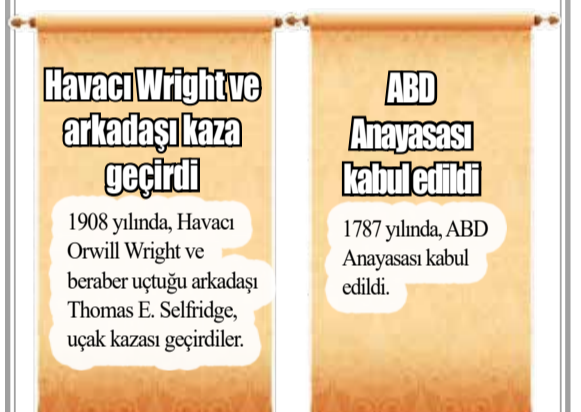 Havacı Wright ve
arkadaşı kaza
geçirdi
1908 yılında, Havacı
Orwill Wright ve
beraber uçtuğu arkadaşı
Thomas E. Selfridge,
uçak kazası geçirdiler.
ABD
Anayasası
kabul edildi
1787 yılında, ABD
Anayasası kabul
edildi.